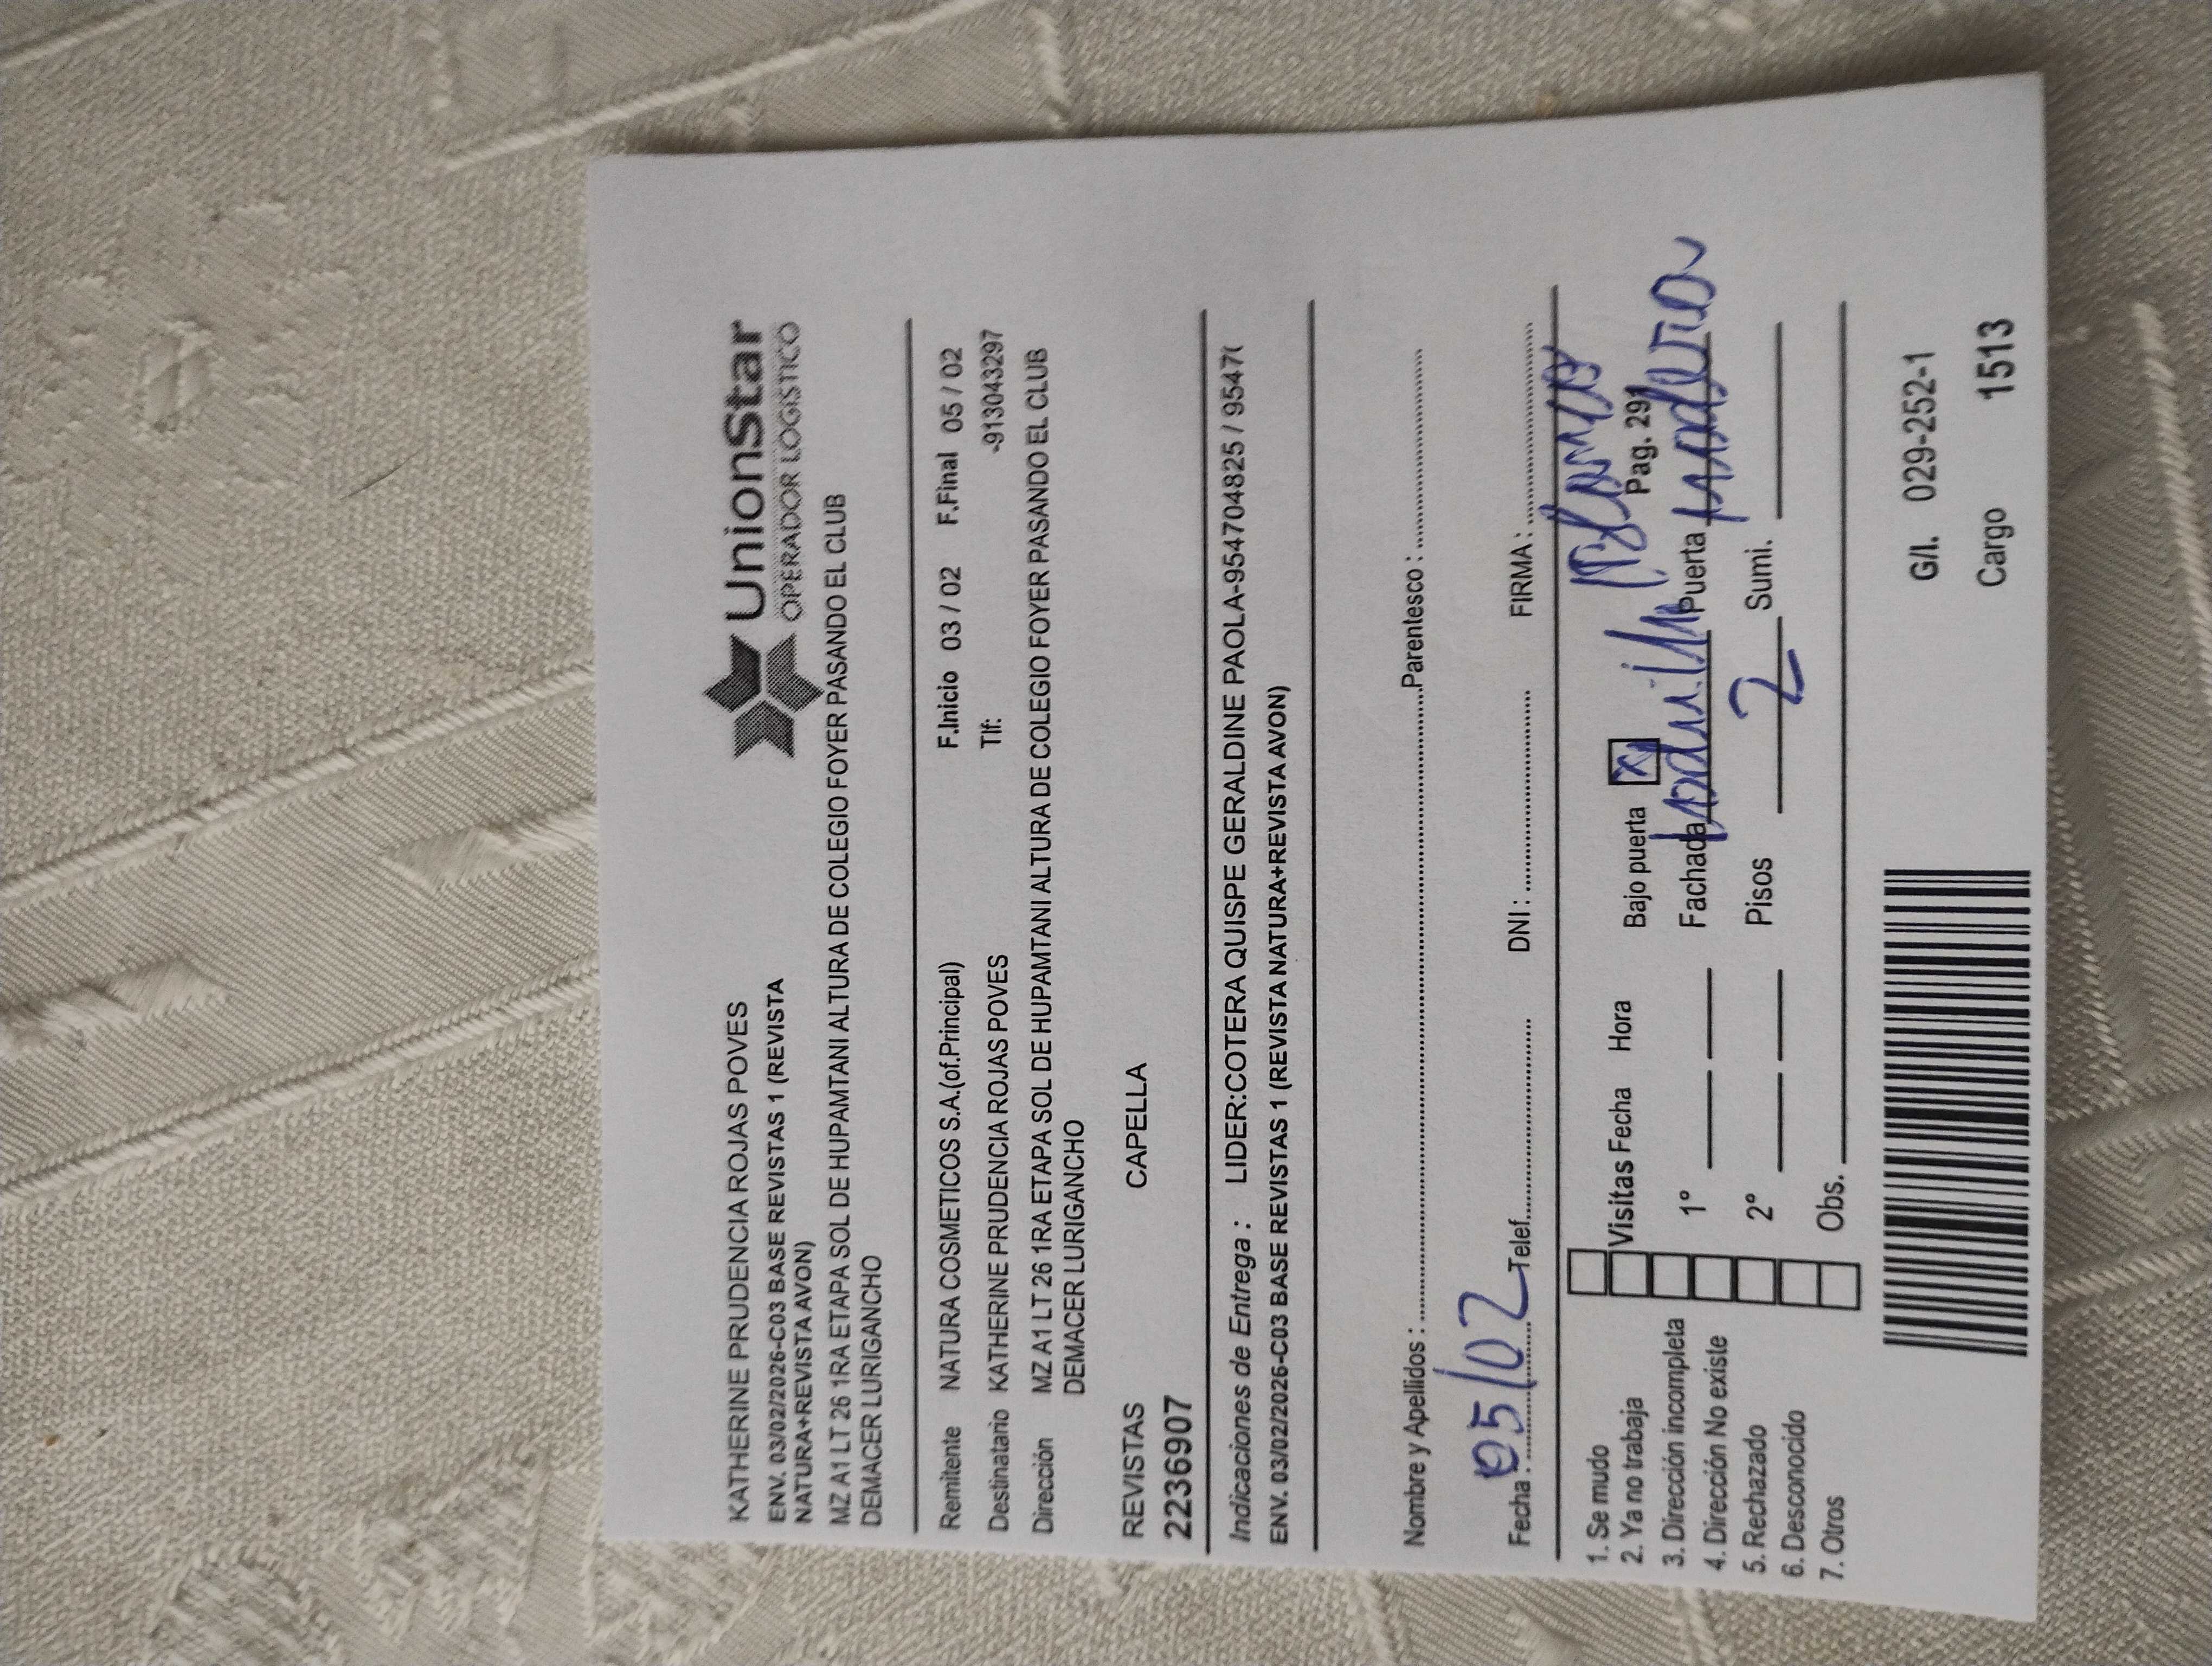 KATHERINE PRUDENCIA ROJAS POVES
UnionStar
OPERADOR LOGISTICO
ENV. 03/02/2026-C03 BASE REVISTAS 1 (REVISTA
NATURA+REVISTA AVON)
MZ A1 LT 26 1RA ETAPA SOL DE HUPAMTANI ALTURA DE COLEGIO FOYER PASANDO EL CLUB
DEMACER LURIGANCHO
Remitente NATURA COSMETICOS S.A.(of.Principal) F.Inicio 03 / 02 F.Final 05 / 02
Destinatario KATHERINE PRUDENCIA ROJAS POVES Tlf: -913043297
Dirección MZ A1 LT 26 1RA ETAPA SOL DE HUPAMTANI ALTURA DE COLEGIO FOYER PASANDO EL CLUB
DEMACER LURIGANCHO
REVISTAS CAPELLA
2236907
Indicaciones de Entrega : LIDER:COTERA QUISPE GERALDINE PAOLA-954704825 / 9547(
ENV. 03/02/2026-C03 BASE REVISTAS 1 (REVISTA NATURA+REVISTA AVON)
Nombre y Apellidos : Parentesco :
Fecha : 05/02 Telef. DNI : FIRMA :
1. Se mudo
2. Ya no trabaja Visitas Fecha Hora Bajo puerta X Pag. 291
3. Dirección incompleta 1° Fachada Puerta
4. Dirección No existe
5. Rechazado 2° Pisos 2 Sumi.
6. Desconocido
7. Otros Obs.
G/I. 029-252-1
Cargo 1513